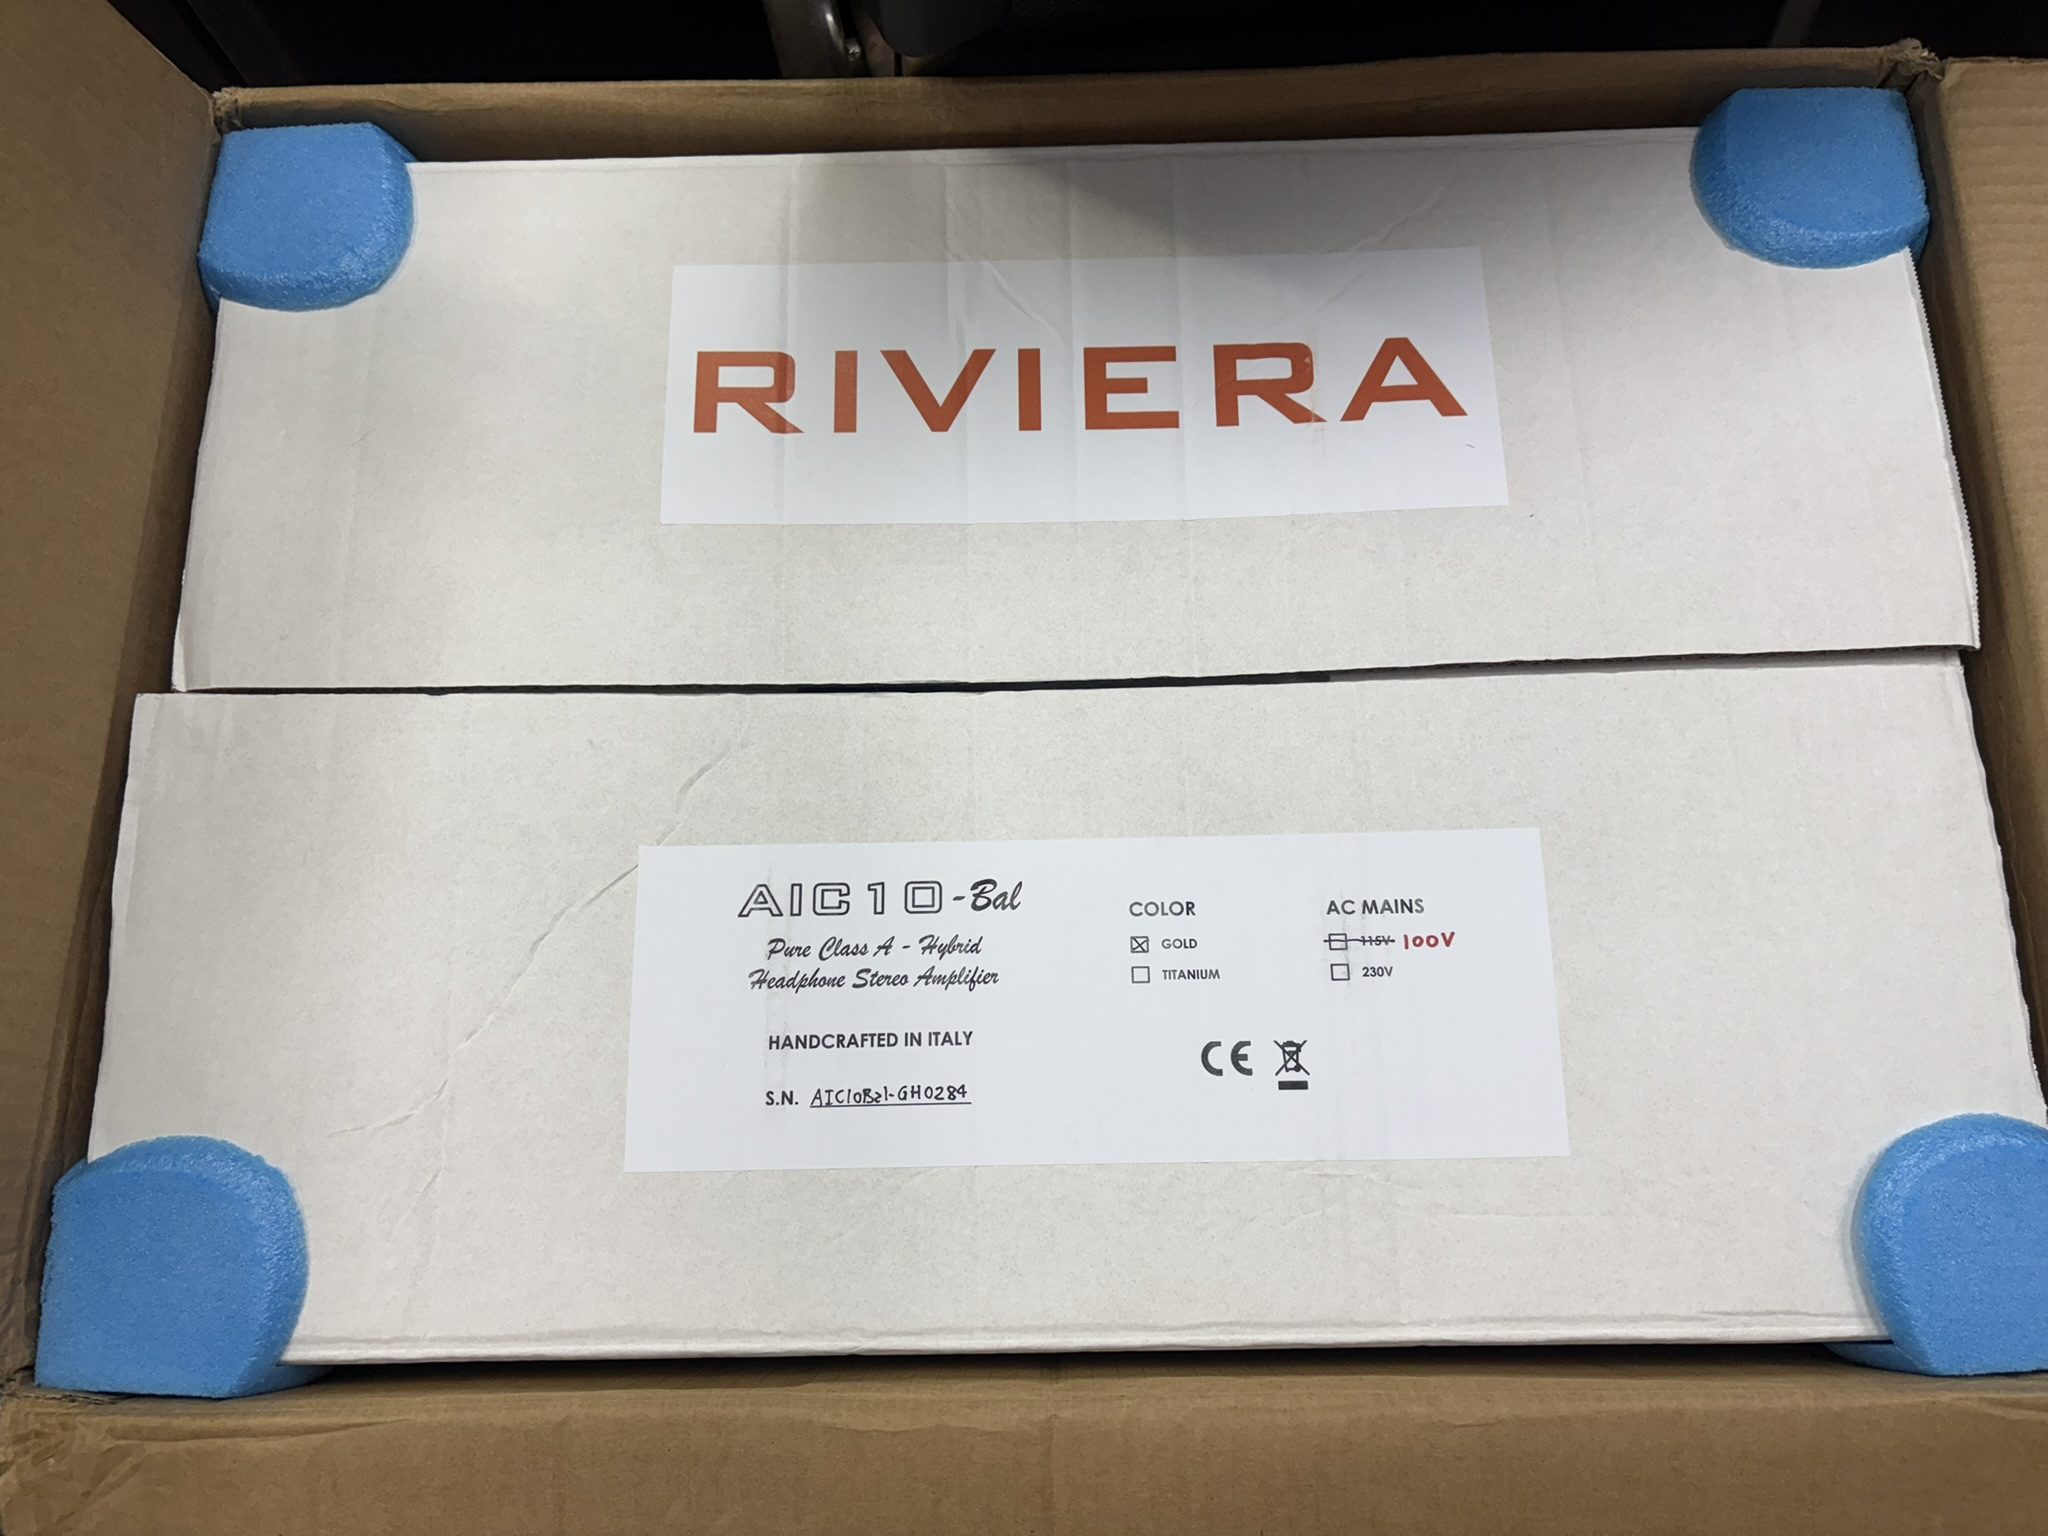 RIVIERA
AIC10-Bal
Pure Class A - Hybrid
Headphone Stereo Amplifier
HANDCRAFTED IN ITALY
S.N. AIC10Bal-GH0284
COLOR
GOLD
TITANIUM
AC MAINS
115V 100V
230V
CE